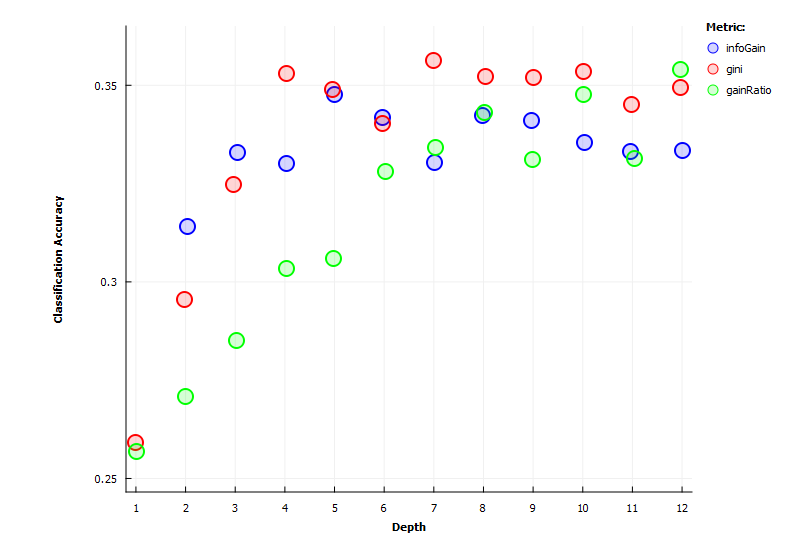 Metric:
infoGain
gini
gainRatio
0.35
0.3
0.25
Classification Accuracy
1 2 3 4 5 6 7 8 9 10 11 12
Depth